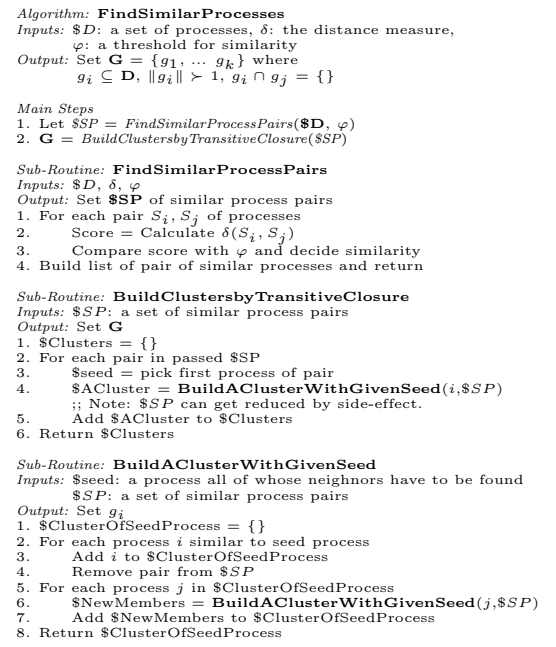 Algorithm: FindSimilarProcesses
Inputs: $D: a set of processes, δ: the distance measure,
φ: a threshold for similarity
Output: Set G = {g₁, ... gₖ} where
gᵢ ⊆ D, ‖gᵢ‖ ≻ 1, gᵢ ∩ gⱼ = {}
Main Steps
1. Let $SP = FindSimilarProcessPairs($D, φ)
2. G = BuildClustersbyTransitiveClosure($SP)
Sub-Routine: FindSimilarProcessPairs
Inputs: $D, δ, φ
Output: Set $SP of similar process pairs
1. For each pair Sᵢ, Sⱼ of processes
2. Score = Calculate δ(Sᵢ, Sⱼ)
3. Compare score with φ and decide similarity
4. Build list of pair of similar processes and return
Sub-Routine: BuildClustersbyTransitiveClosure
Inputs: $SP: a set of similar process pairs
Output: Set G
1. $Clusters = {}
2. For each pair in passed $SP
3. $seed = pick first process of pair
4. $ACluster = BuildAClusterWithGivenSeed(i,$SP)
;; Note: $SP can get reduced by side-effect.
5. Add $ACluster to $Clusters
6. Return $Clusters
Sub-Routine: BuildAClusterWithGivenSeed
Inputs: $seed: a process all of whose neighnors have to be found
$SP: a set of similar process pairs
Output: Set gᵢ
1. $ClusterOfSeedProcess = {}
2. For each process i similar to seed process
3. Add i to $ClusterOfSeedProcess
4. Remove pair from $SP
5. For each process j in $ClusterOfSeedProcess
6. $NewMembers = BuildAClusterWithGivenSeed(j,$SP)
7. Add $NewMembers to $ClusterOfSeedProcess
8. Return $ClusterOfSeedProcess